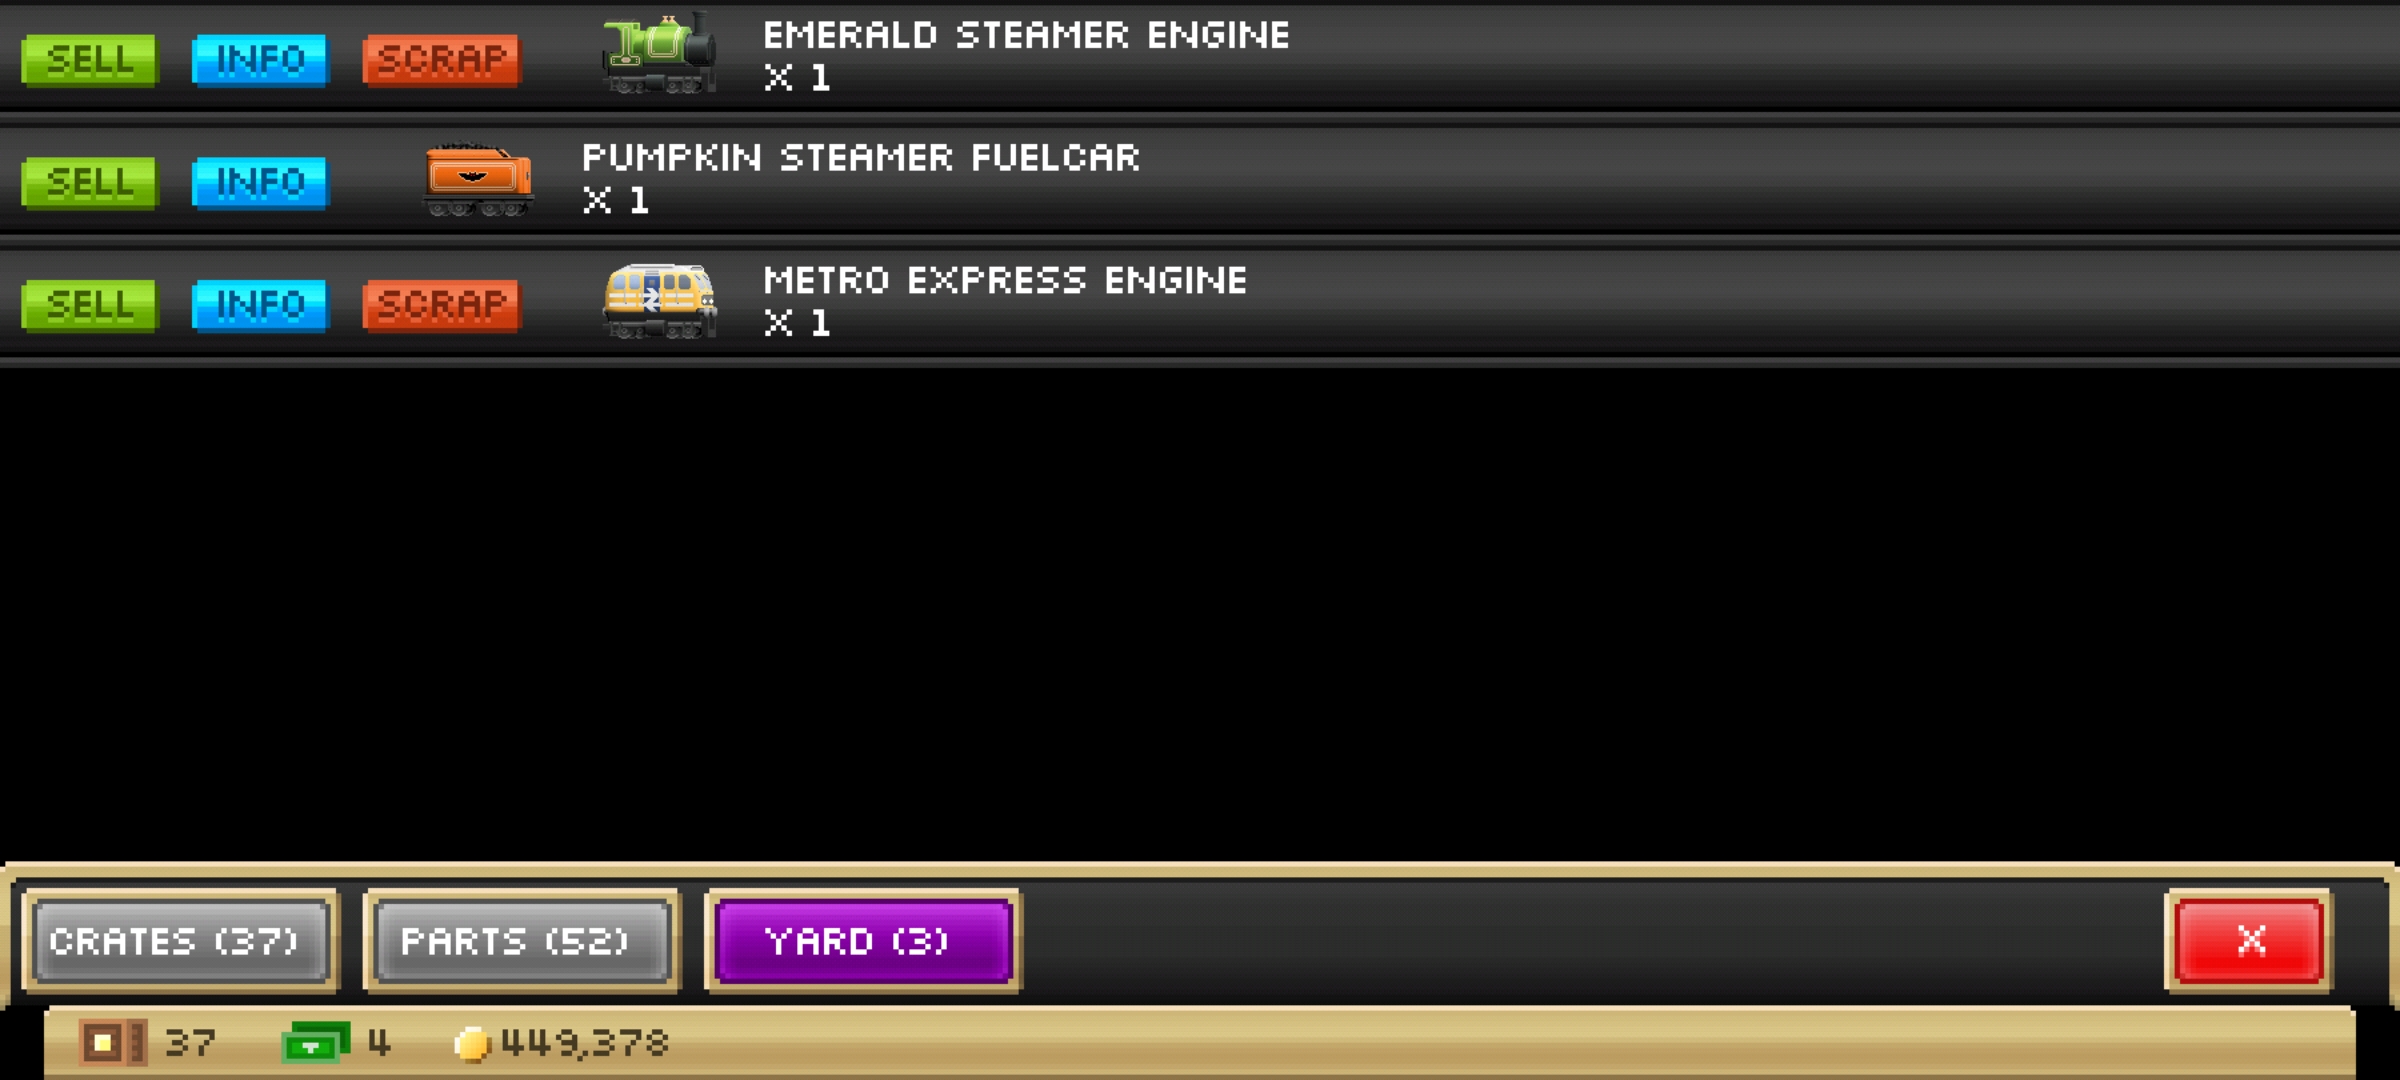 SELL INFO SCRAP EMERALD STEAMER ENGINE
X 1
SELL INFO PUMPKIN STEAMER FUELCAR
X 1
SELL INFO SCRAP METRO EXPRESS ENGINE
X 1
CRATES (37) PARTS (52) YARD (3) X
37 4 449,378